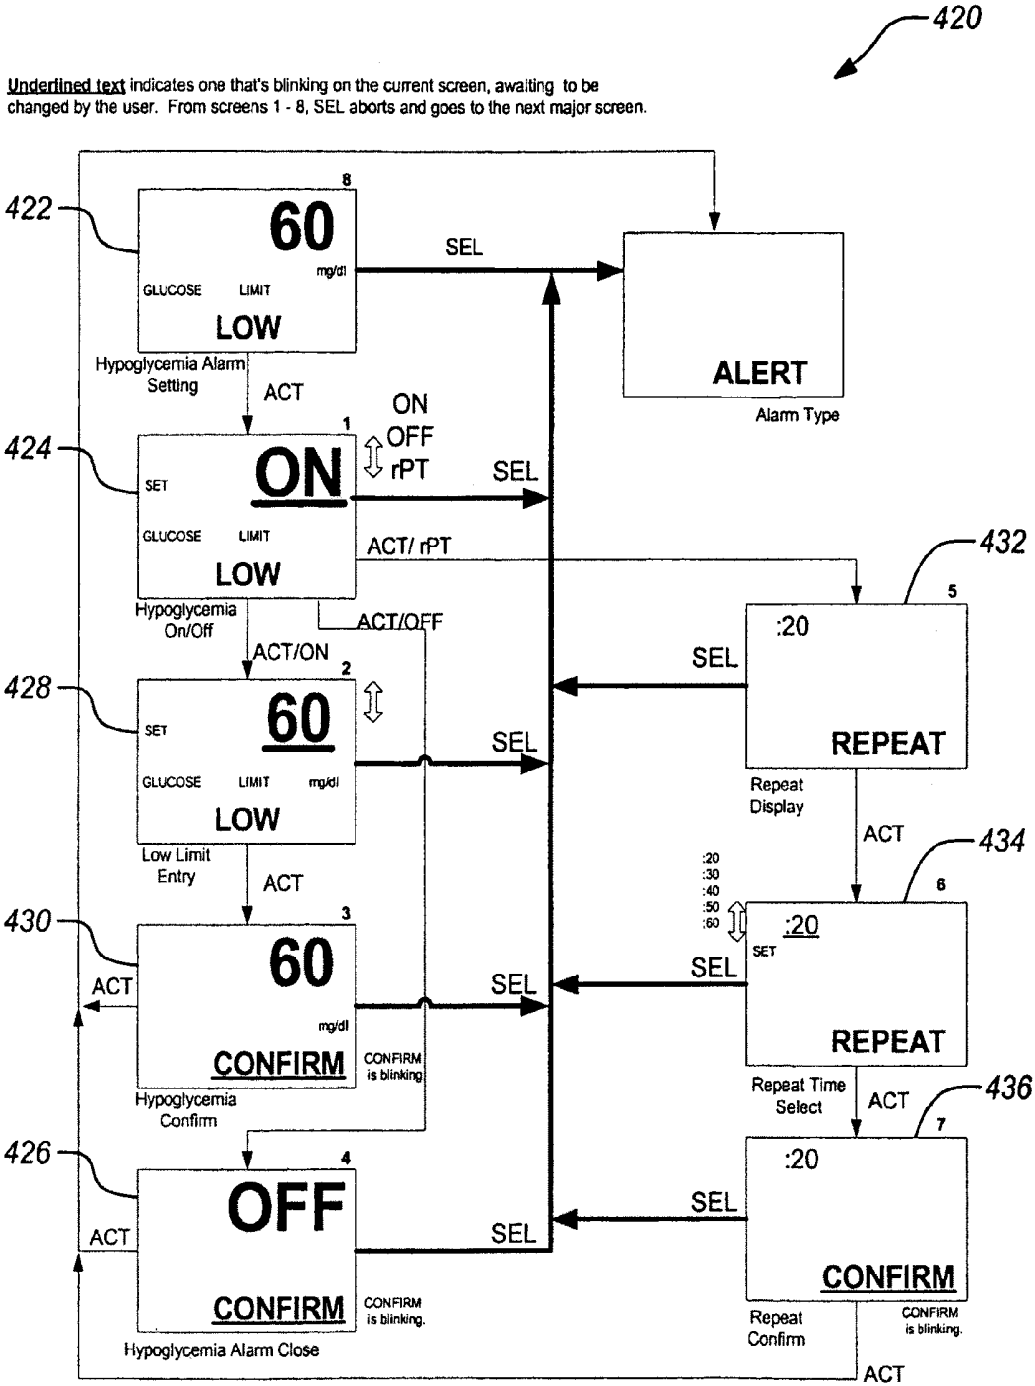 420
Underlined text indicates one that's blinking on the current screen, awaiting to be
changed by the user. From screens 1 - 8, SEL aborts and goes to the next major screen.
8
422
60
mg/dl
GLUCOSE LIMIT
LOW
SEL
Hypoglycemia Alarm
Setting
ACT
ALERT
Alarm Type
1
424
ON
SET
GLUCOSE LIMIT
LOW
ON
OFF
rPT
SEL
ACT/ rPT
Hypoglycemia
On/Off
ACT/OFF
ACT/ON
432
5
:20
REPEAT
SEL
Repeat
Display
ACT
2
428
60
SET
GLUCOSE LIMIT mg/dl
LOW
SEL
Low Limit
Entry
ACT
434
6
:20
:30
:40
:50
:60
:20
SET
REPEAT
SEL
Repeat Time
Select
ACT
3
430
60
mg/dl
CONFIRM
CONFIRM
is blinking
ACT
SEL
Hypoglycemia
Confirm
436
7
:20
CONFIRM
SEL
Repeat
Confirm
CONFIRM
is blinking.
ACT
4
426
OFF
CONFIRM
CONFIRM
is blinking.
ACT
SEL
Hypoglycemia Alarm Close